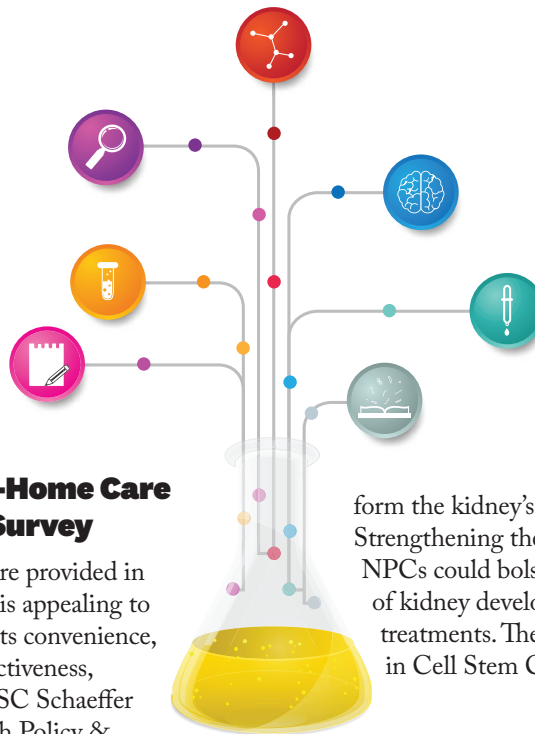 -Home Care
Survey
re provided in
is appealing to
ts convenience,
ctiveness,
SC Schaeffer
h Policy &
form the kidney's
Strengthening the
NPCs could bols
of kidney develo
treatments. The
in Cell Stem C